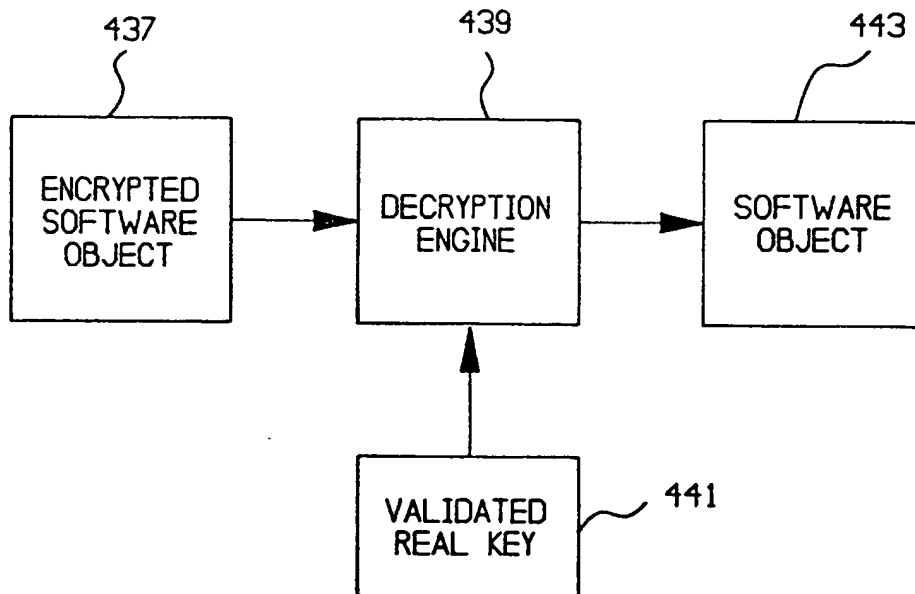 437
439
443
ENCRYPTED
SOFTWARE
OBJECT
DECRYPTION
ENGINE
SOFTWARE
OBJECT
VALIDATED
REAL KEY
441